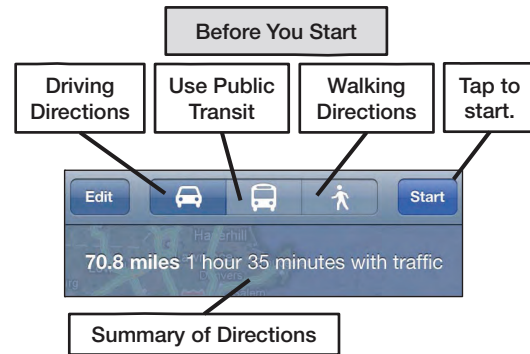 Before You Start
Driving
Directions
Use Public
Transit
Walking
Directions
Tap to
start.
Edit
Start
Haverhill
70.8 miles 1 hour 35 minutes with traffic
Summary of Directions